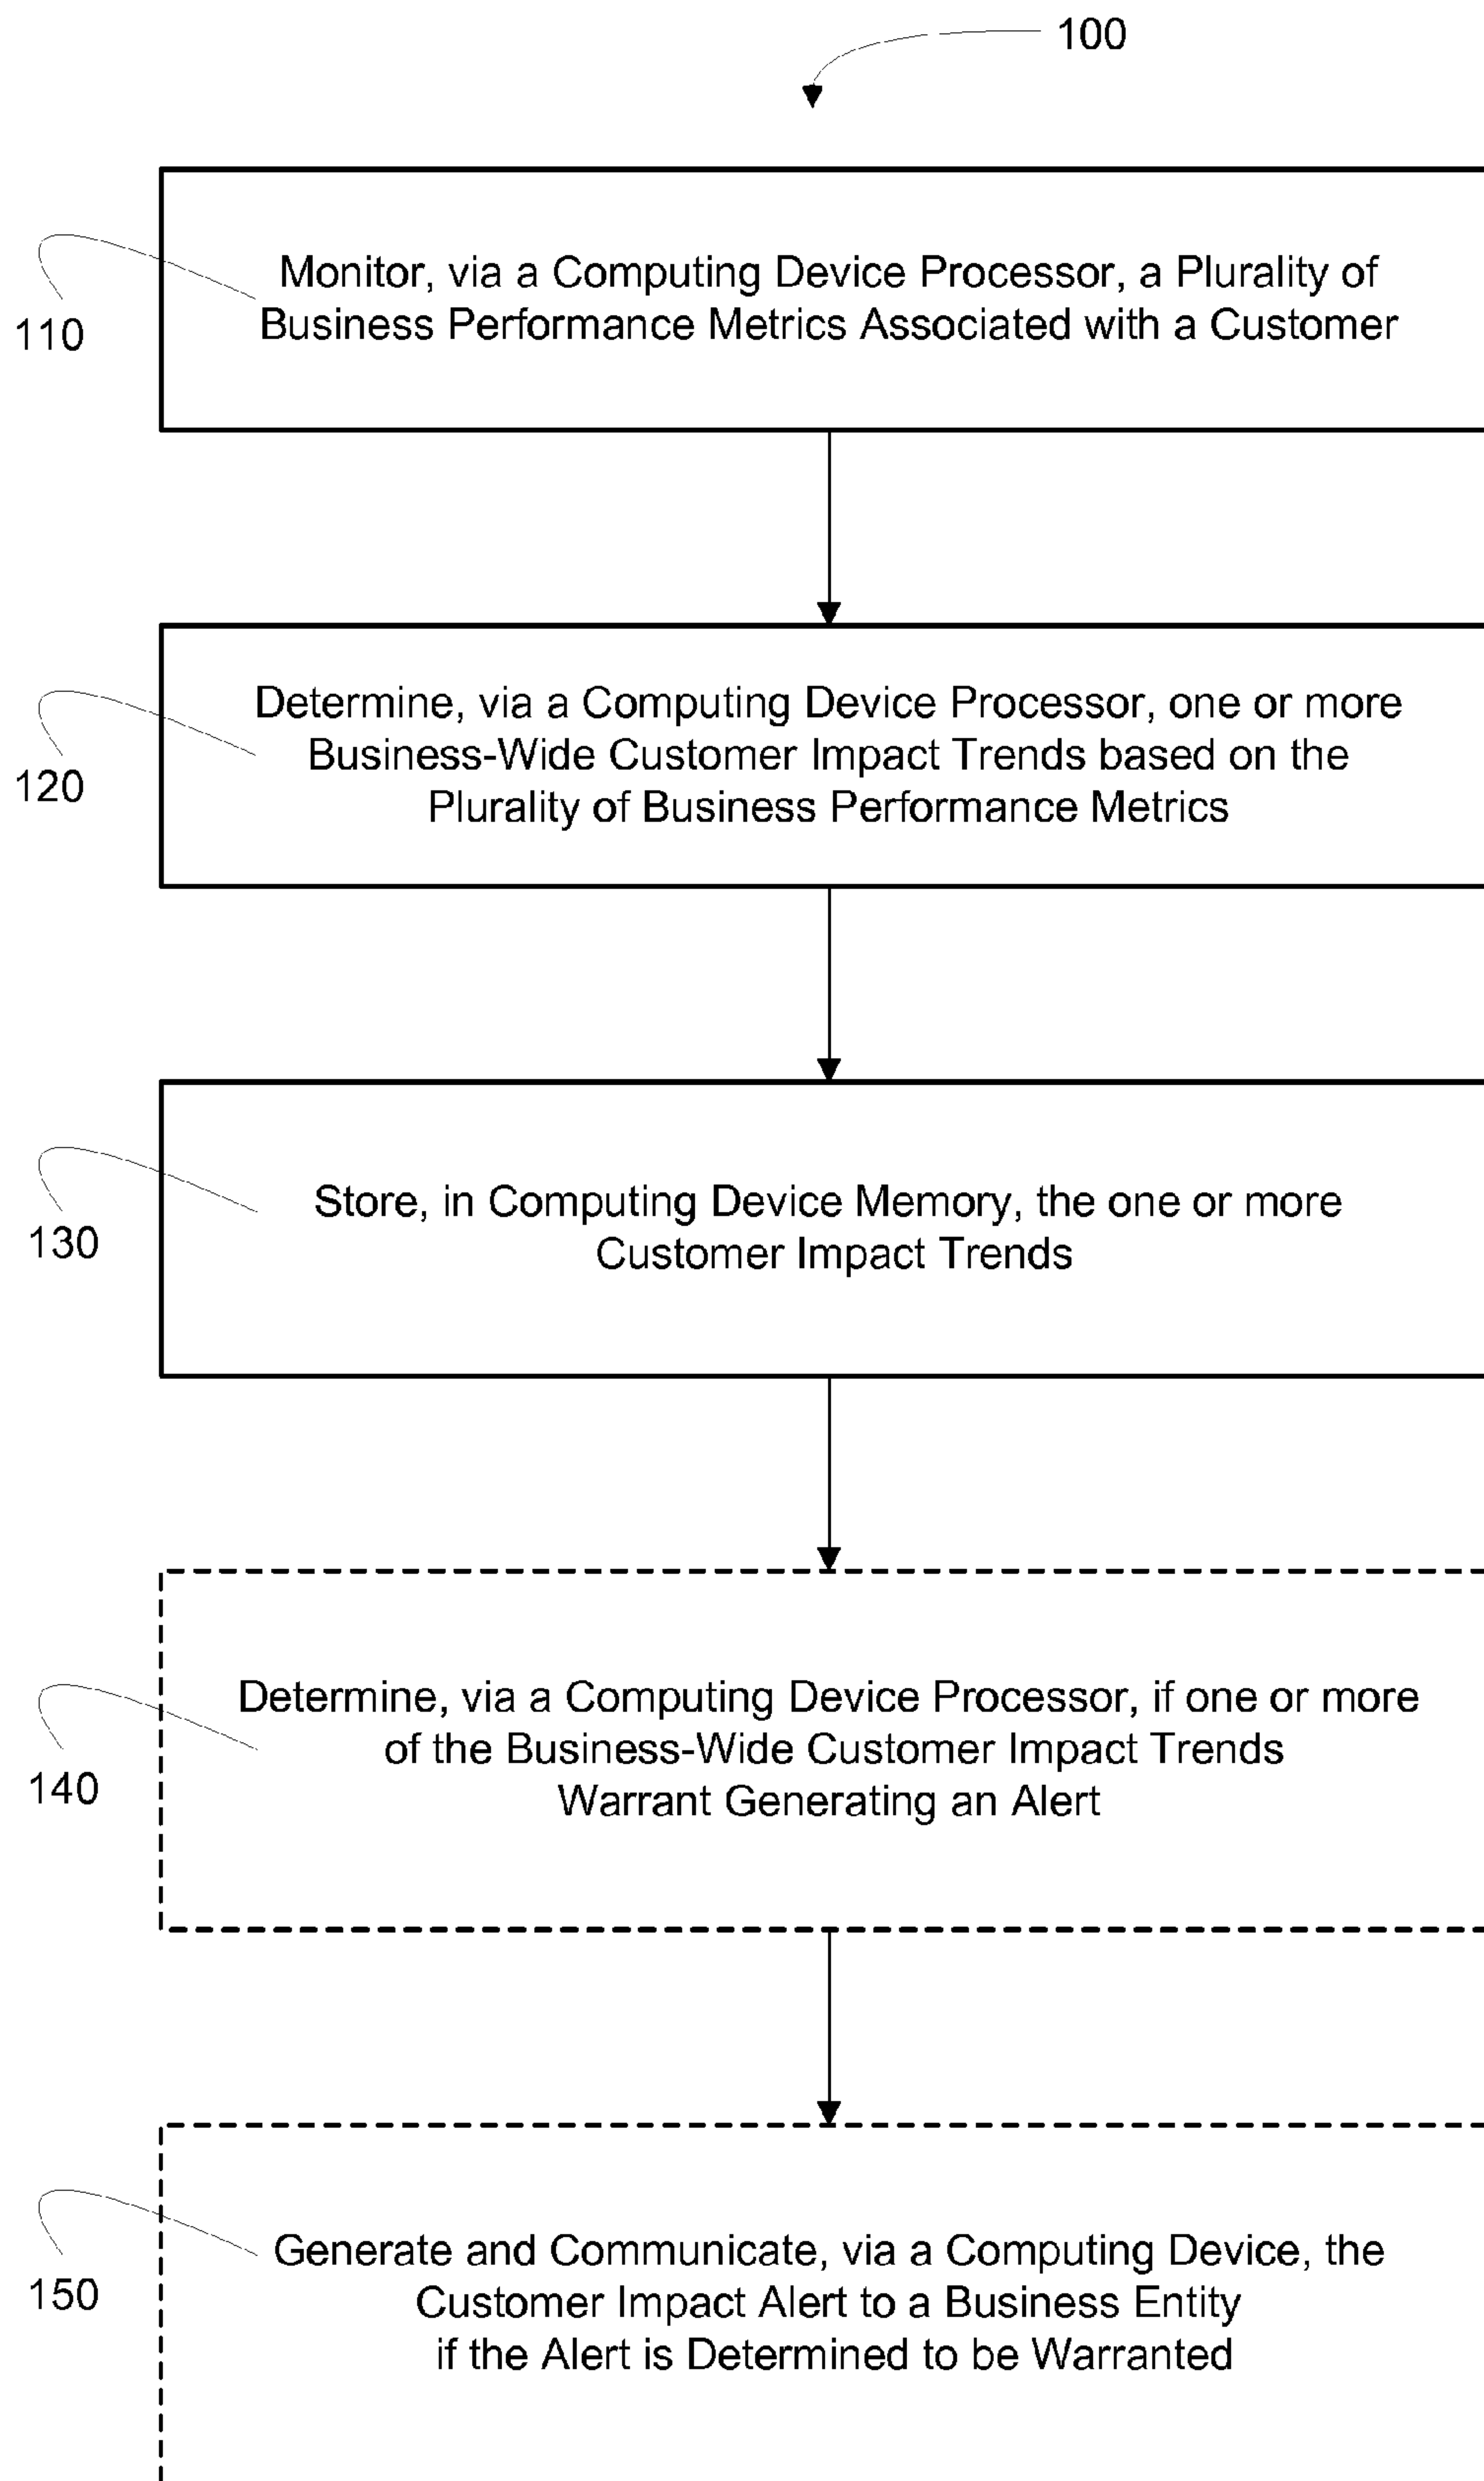 100
Monitor, via a Computing Device Processor, a Plurality of
Business Performance Metrics Associated with a Customer
110
Determine, via a Computing Device Processor, one or more
Business-Wide Customer Impact Trends based on the
Plurality of Business Performance Metrics
120
Store, in Computing Device Memory, the one or more
Customer Impact Trends
130
Determine, via a Computing Device Processor, if one or more
of the Business-Wide Customer Impact Trends
Warrant Generating an Alert
140
Generate and Communicate, via a Computing Device, the
Customer Impact Alert to a Business Entity
if the Alert is Determined to be Warranted
150